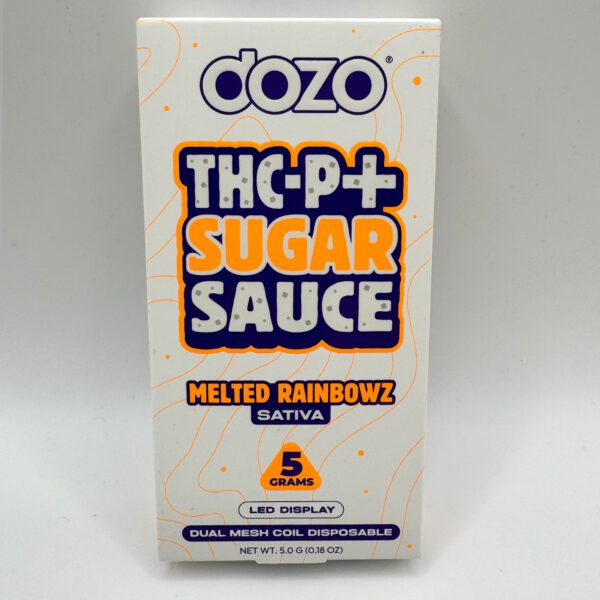 dozo®
THC-P+
SUGAR
SAUCE
MELTED RAINBOWZ
SATIVA
5
GRAMS
LED DISPLAY
DUAL MESH COIL DISPOSABLE
NET WT. 5.0 G (0.18 OZ)